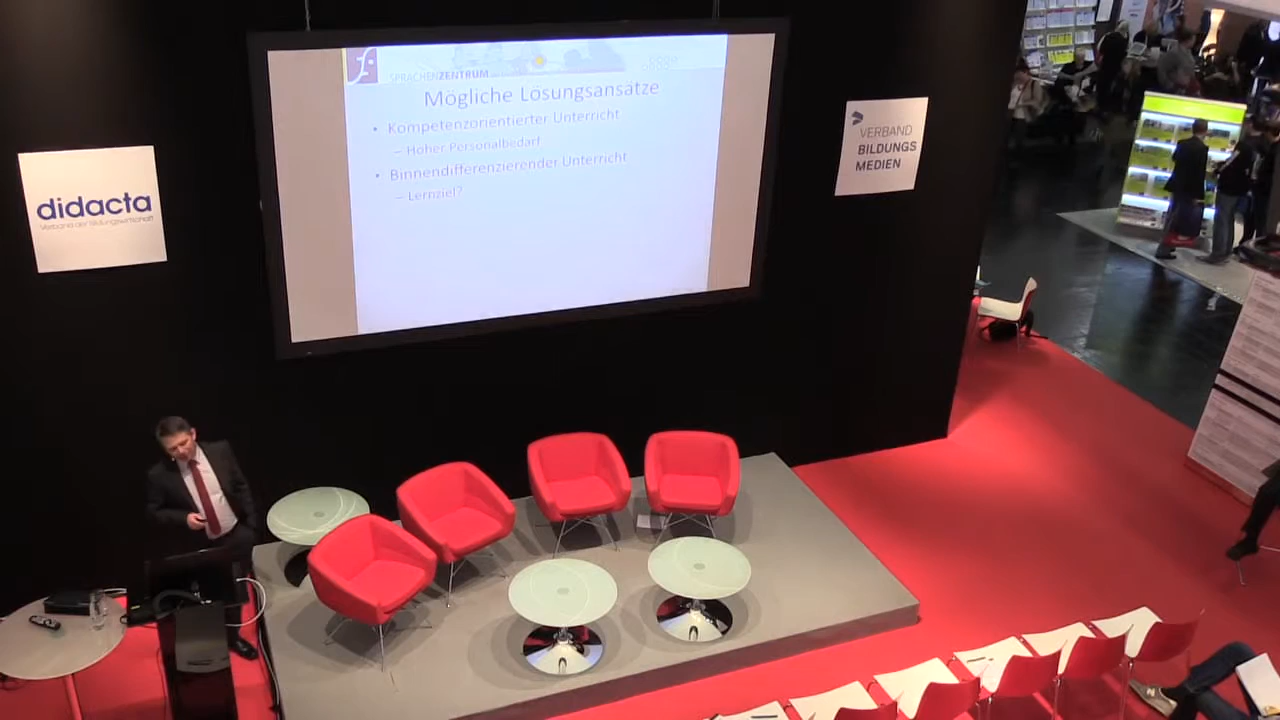 SPRACHENZENTRUM
Mögliche Lösungsansätze
• Kompetenzorientierter Unterricht
– Hoher Personalbedarf
• Binnendifferenzierender Unterricht
– Lernziel?
didacta
Verband der Bildungswirtschaft
VERBAND
BILDUNGS
MEDIEN